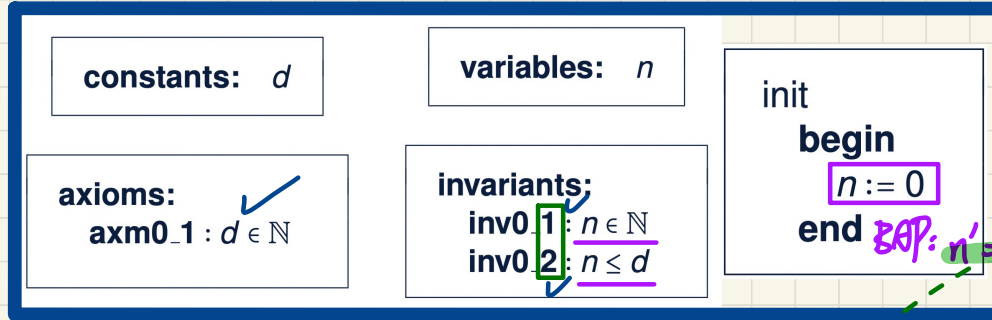 constants: d
variables: n
axioms:
axm0_1 : d ∈ ℕ
invariants:
inv0_1 : n ∈ ℕ
inv0_2 : n ≤ d
init
begin
n := 0
end
BAP: n'